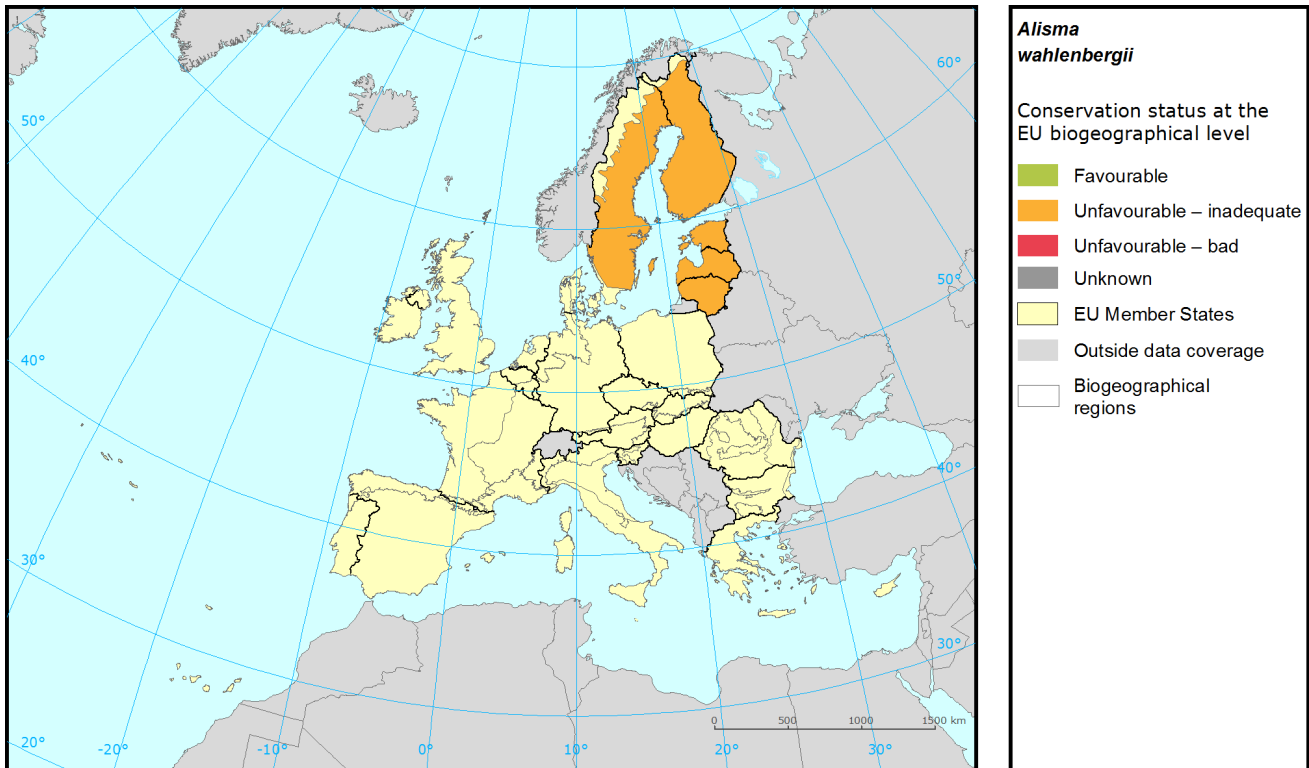 Alisma
wahlenbergii
Conservation status at the
EU biogeographical level
Favourable
Unfavourable – inadequate
Unfavourable – bad
Unknown
EU Member States
Outside data coverage
Biogeographical
regions
60°
50°
50°
40°
40°
30°
30°
20°
-20°
-10°
0°
10°
20°
30°
0
500
1000
1500 km